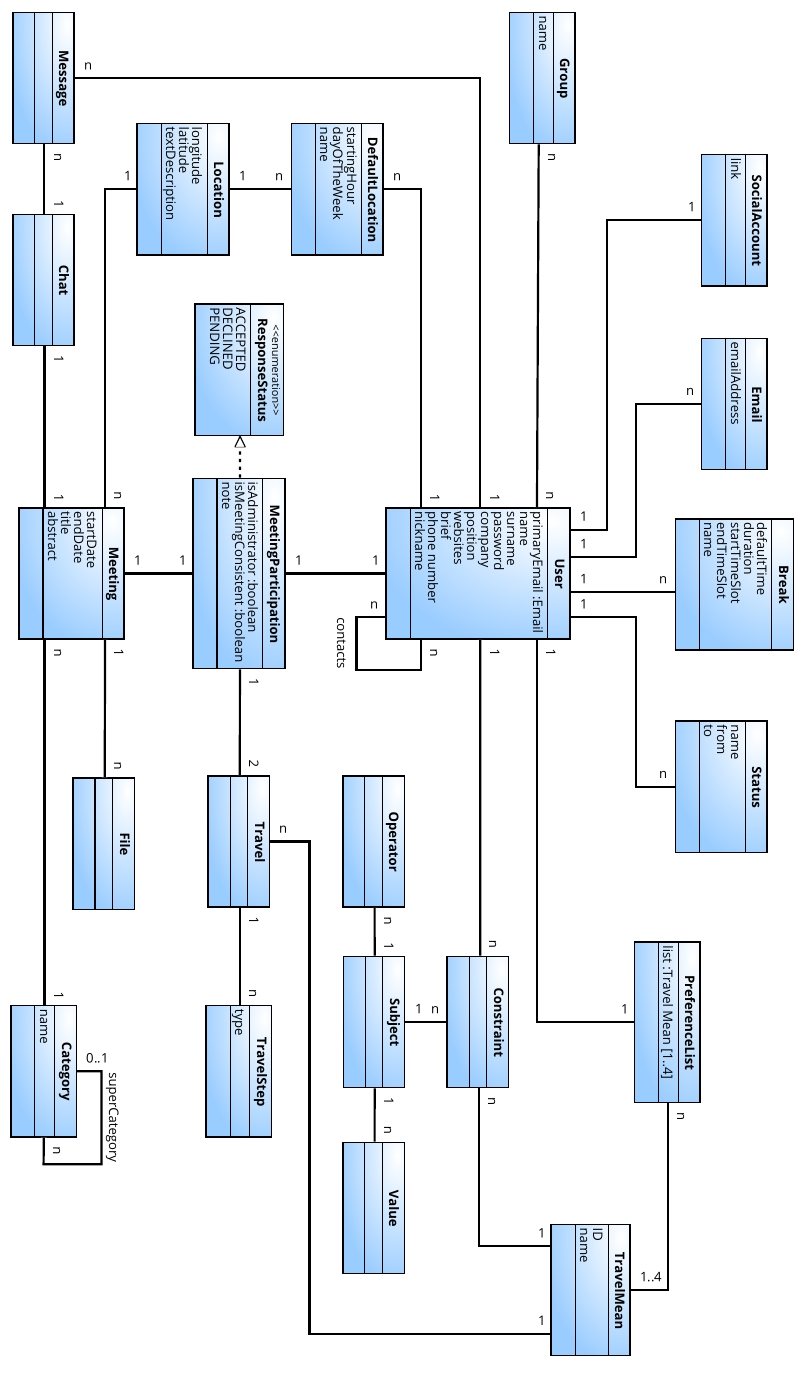 SocialAccount
link
1
Email
emailAddress
n
Break
defaultTime
duration
startTimeSlot
endTimeSlot
name
n
Status
name
from
to
n
PreferenceList
list :Travel Mean [1..4]
1
n
1..4
Group
name
n
n
1
1
1
1
User
primaryEmail :Email
name
surname
password
company
position
websites
brief
phone number
nickname
1
1
1
1
n
n
contacts
1
TravelMean
ID
name
1
1
Constraint
n
n
n
1
DefaultLocation
startingHour
dayOfTheWeek
name
n
n
Operator
n
1
Subject
1
n
Value
Location
longitude
latitude
textDescription
1
1
<<enumeration>>
ResponseStatus
ACCEPTED
DECLINED
PENDING
1
MeetingParticipation
isAdministrator :boolean
isMeetingConsistent :boolean
note
1
1
2
n
Travel
1
n
TravelStep
type
Message
n
n
1
Chat
1
n
1
1
Meeting
startDate
endDate
title
abstract
1
n
n
File
1
Category
name
0..1
superCategory
n